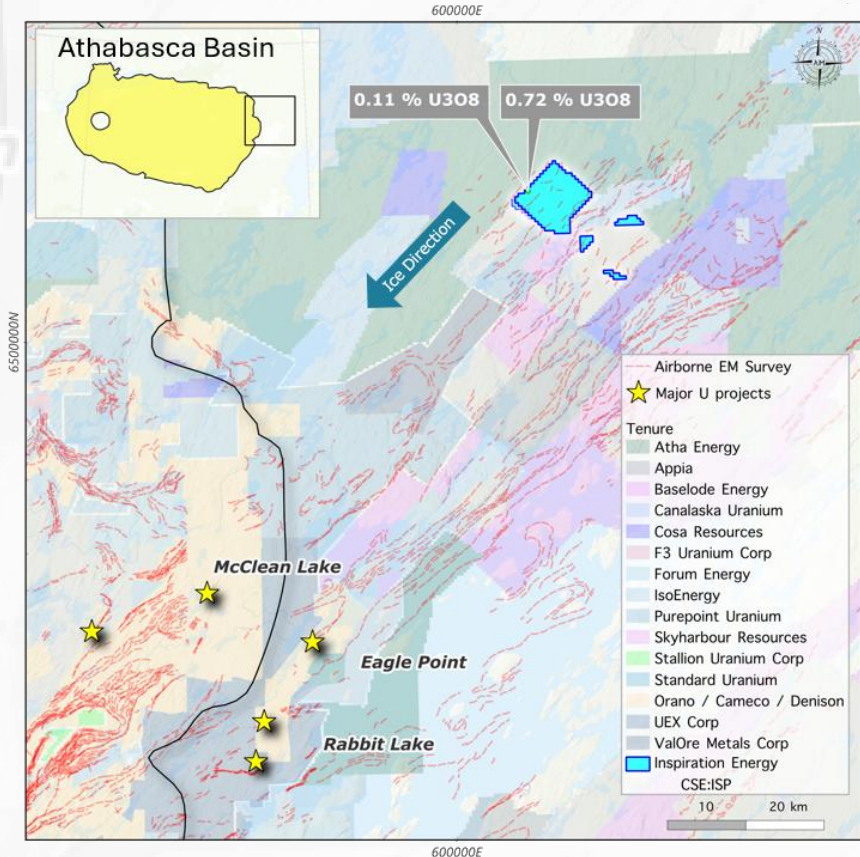 600000E
Athabasca Basin
0.11 % U3O8
0.72 % U3O8
Ice Direction
6500000N
McClean Lake
Eagle Point
Rabbit Lake
Airborne EM Survey
Major U projects
Tenure
Atha Energy
Appia
Baselode Energy
Canalaska Uranium
Cosa Resources
F3 Uranium Corp
Forum Energy
IsoEnergy
Purepoint Uranium
Skyharbour Resources
Stallion Uranium Corp
Standard Uranium
Orano / Cameco / Denison
UEX Corp
ValOre Metals Corp
Inspiration Energy
CSE:ISP
10 20 km
600000E